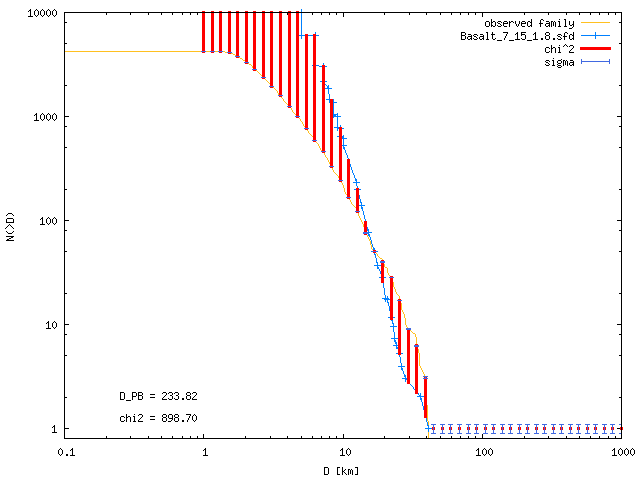 10000
observed family
Basalt_7_15_1.8.sfd
chi^2
sigma
1000
N(>D)
100
10
D_PB = 233.82
chi2 = 898.70
1
0.1 1 10 100 1000
D [km]